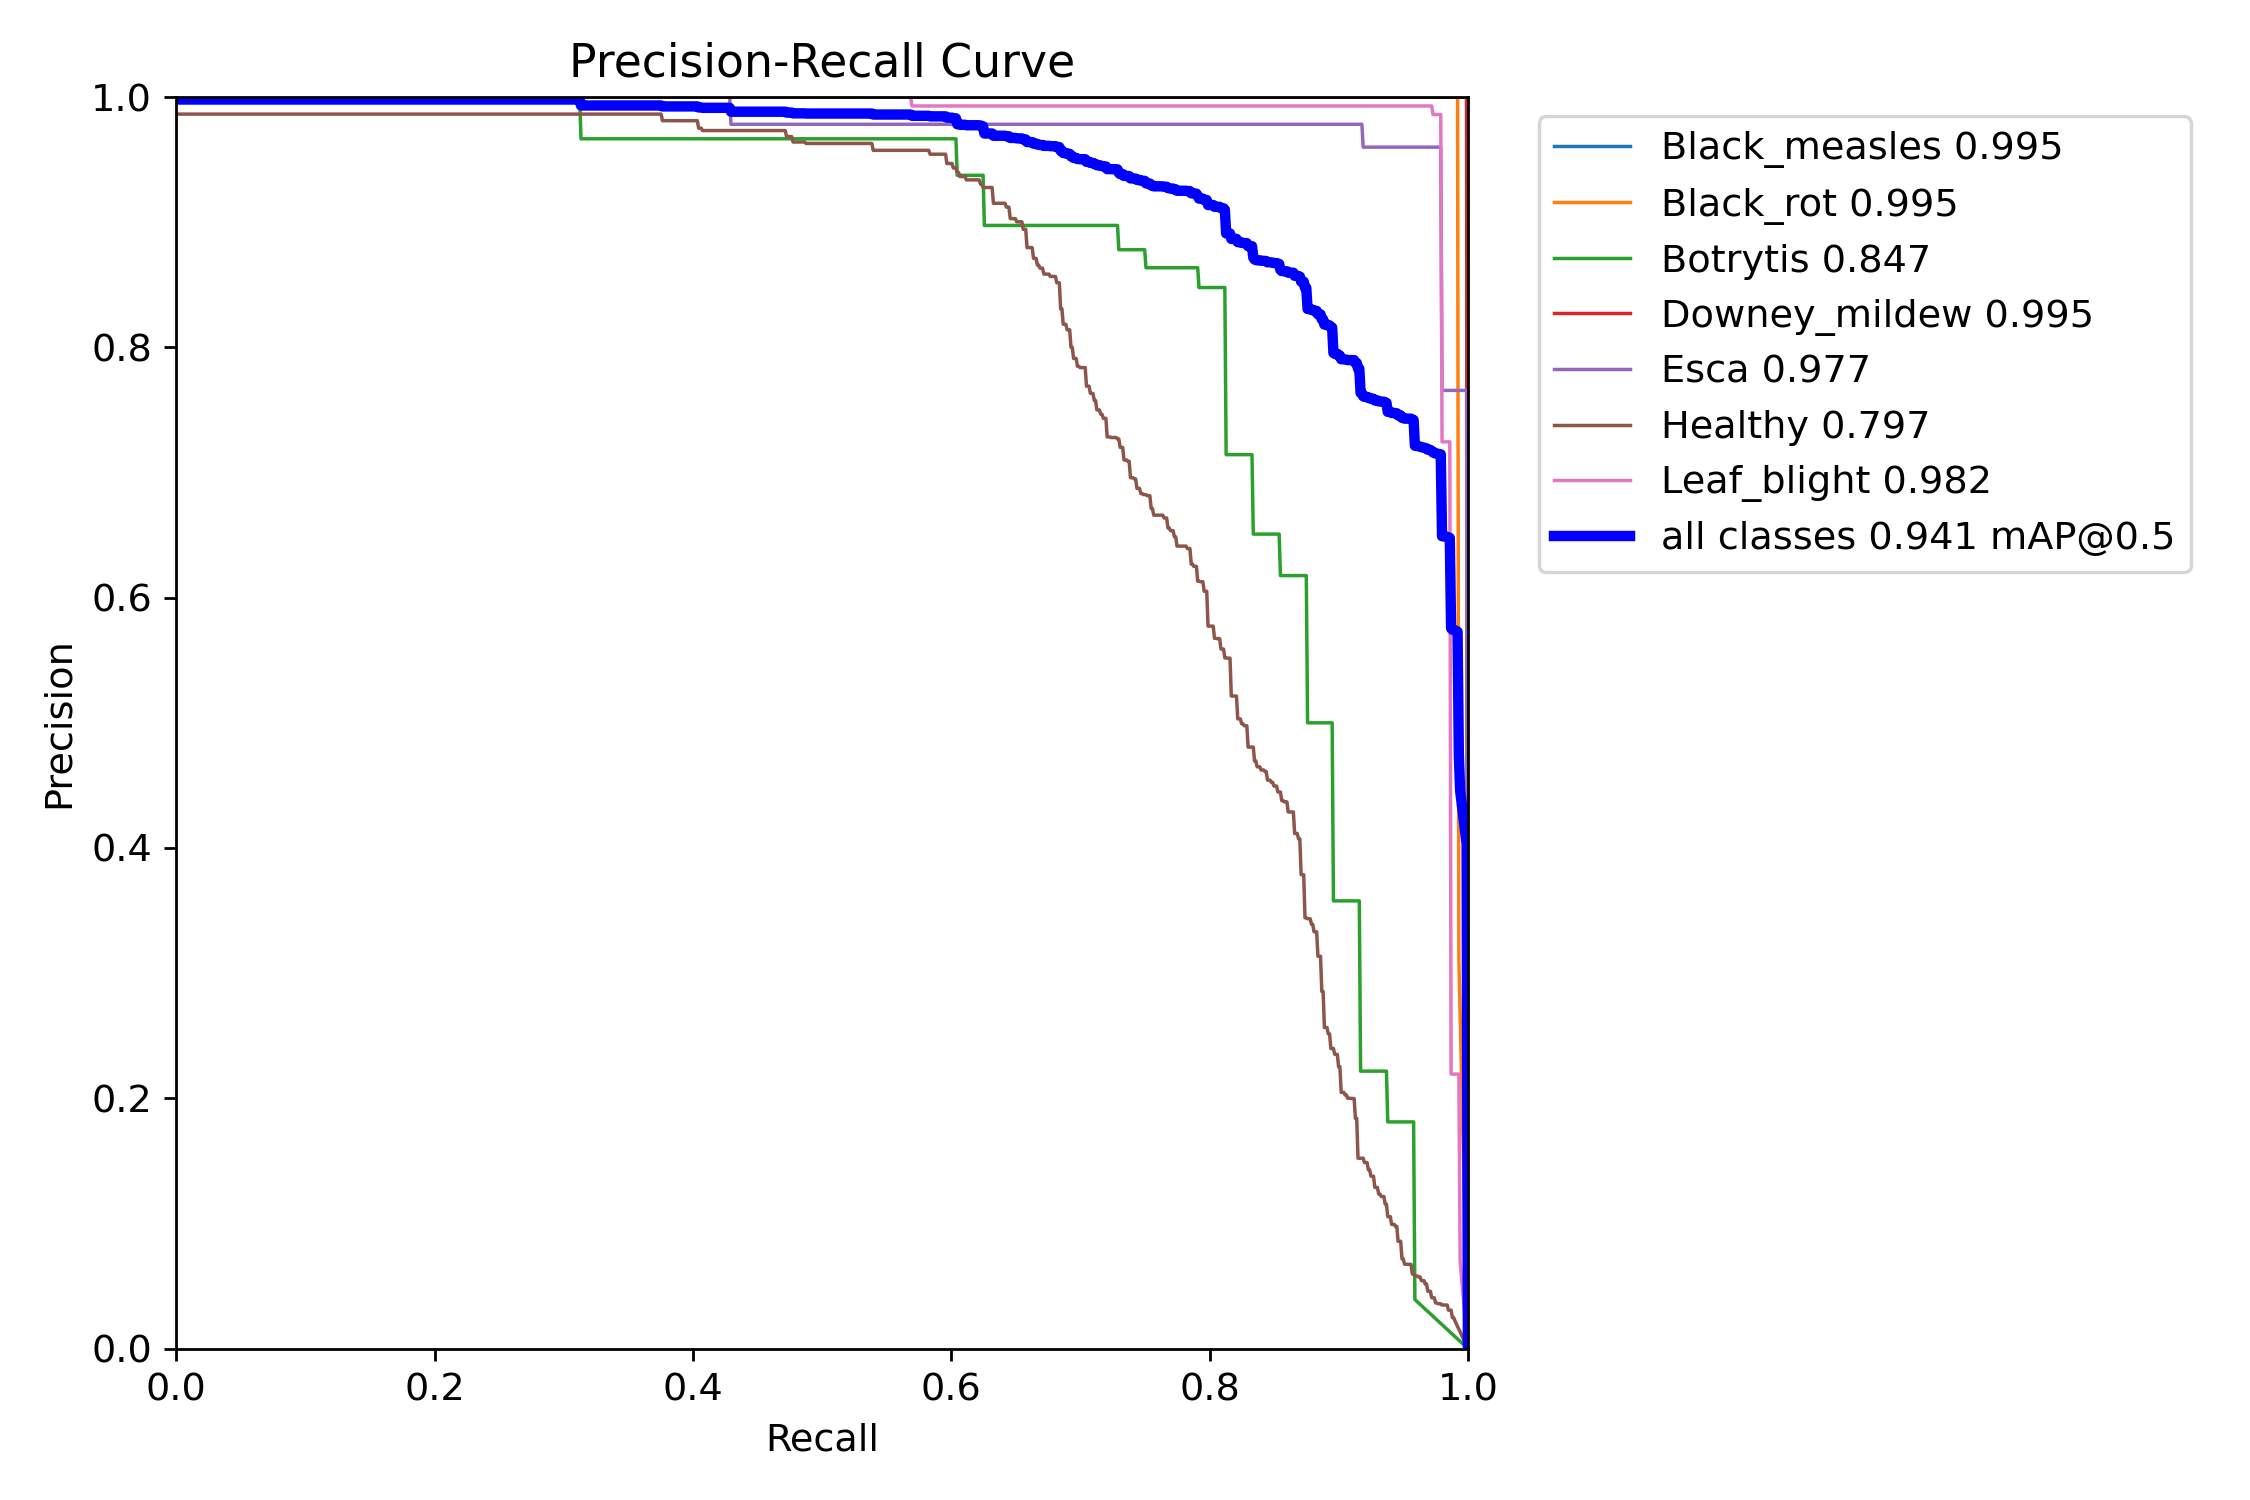 Precision-Recall Curve
1.0
0.8
0.6
0.4
0.2
0.0
Precision
0.0 0.2 0.4 0.6 0.8 1.0
Recall
Black_measles 0.995
Black_rot 0.995
Botrytis 0.847
Downey_mildew 0.995
Esca 0.977
Healthy 0.797
Leaf_blight 0.982
all classes 0.941 mAP@0.5